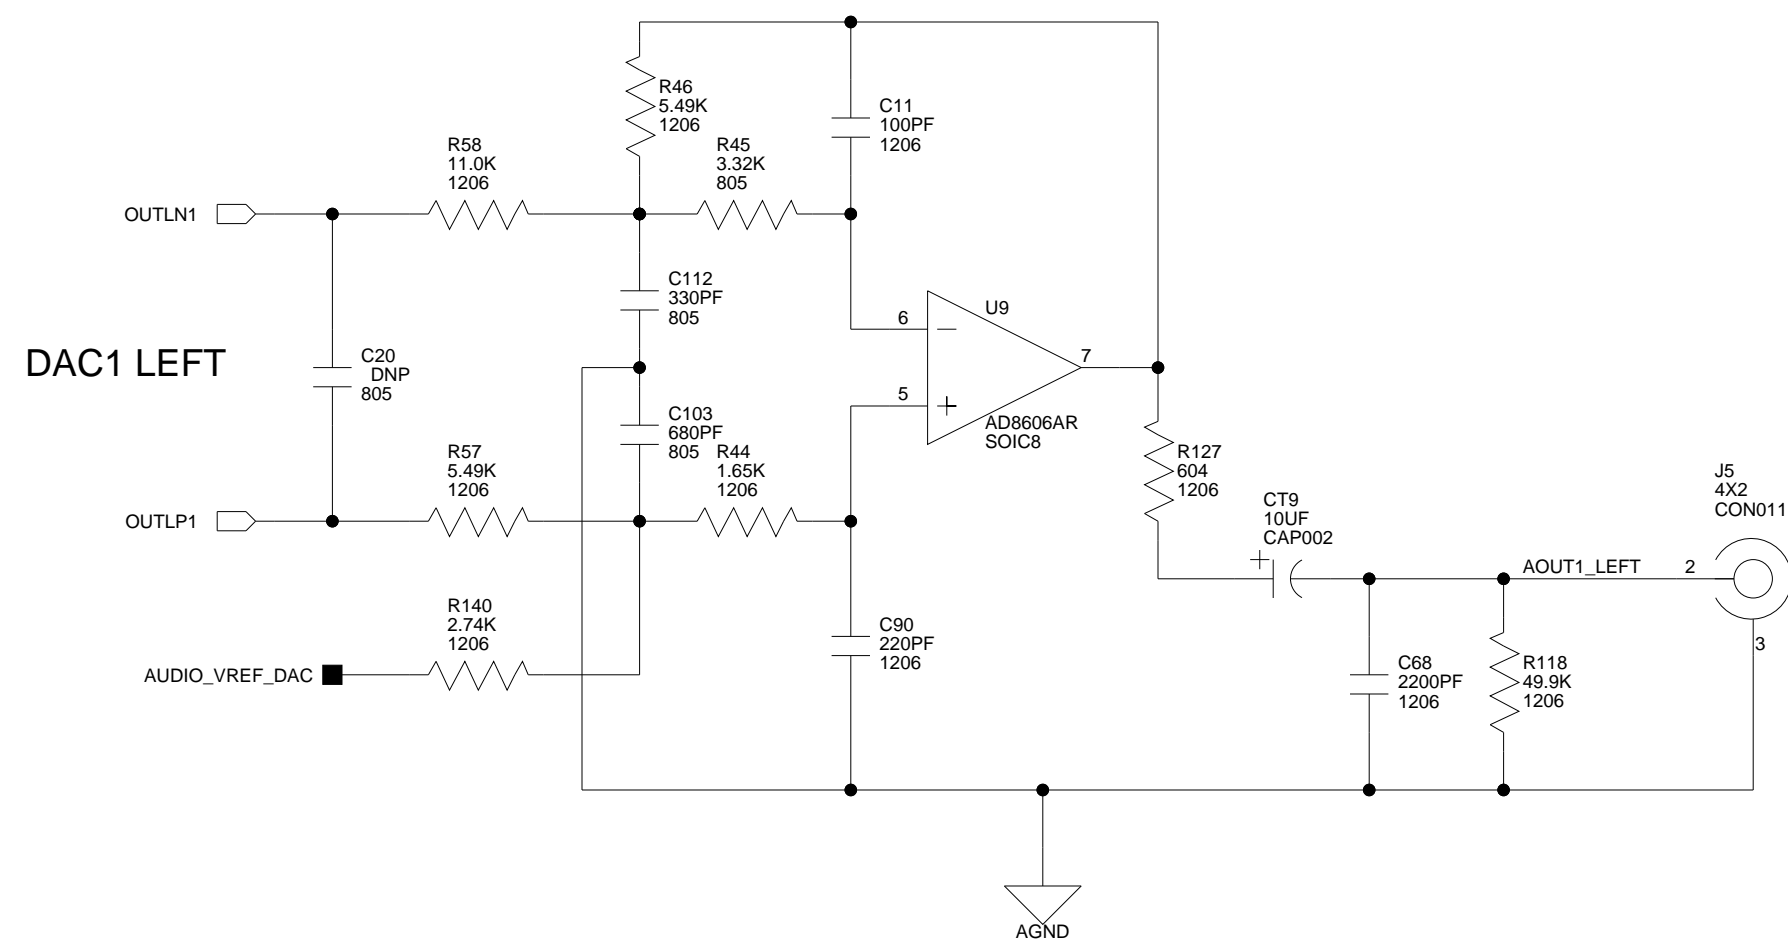 R46
5.49K
1206
C11
100PF
1206
R58
11.0K
1206
R45
3.32K
805
OUTLN1
C112
330PF
805
U9
6
7
5
AD8606AR
SOIC8
DAC1 LEFT
C20
DNP
805
C103
680PF
805
R57
5.49K
1206
R44
1.65K
1206
OUTLP1
R127
604
1206
CT9
10UF
CAP002
J5
4X2
CON011
AOUT1_LEFT
2
3
R140
2.74K
1206
AUDIO_VREF_DAC
C90
220PF
1206
C68
2200PF
1206
R118
49.9K
1206
AGND